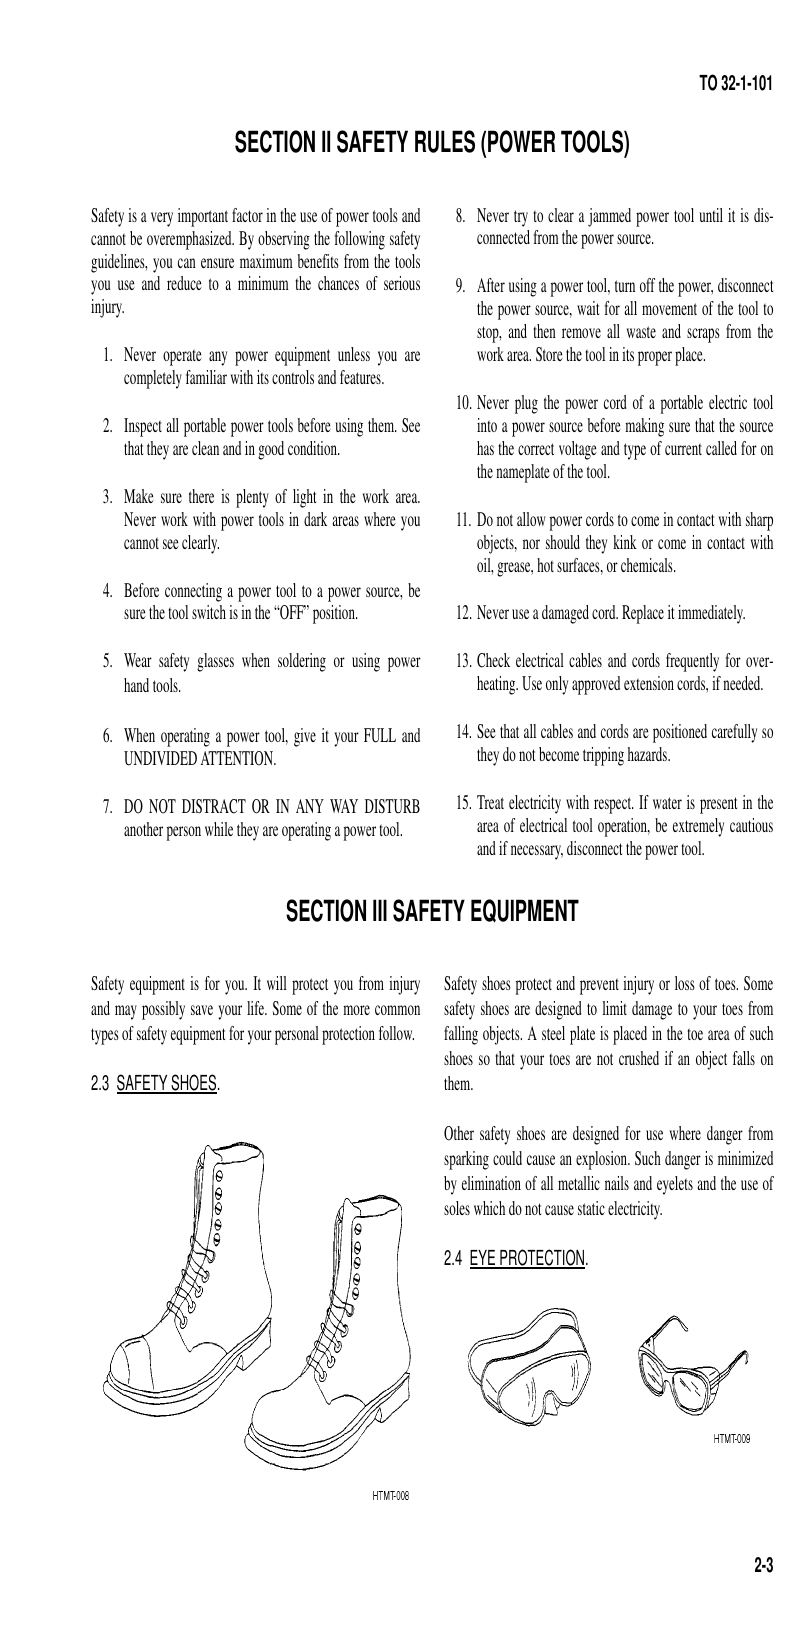 TO 32-1-101
SECTION II SAFETY RULES (POWER TOOLS)
Safety is a very important factor in the use of power tools and
cannot be overemphasized. By observing the following safety
guidelines, you can ensure maximum benefits from the tools
you use and reduce to a minimum the chances of serious
injury.
1. Never operate any power equipment unless you are
completely familiar with its controls and features.
2. Inspect all portable power tools before using them. See
that they are clean and in good condition.
3. Make sure there is plenty of light in the work area.
Never work with power tools in dark areas where you
cannot see clearly.
4. Before connecting a power tool to a power source, be
sure the tool switch is in the “OFF” position.
5. Wear safety glasses when soldering or using power
hand tools.
6. When operating a power tool, give it your FULL and
UNDIVIDED ATTENTION.
7. DO NOT DISTRACT OR IN ANY WAY DISTURB
another person while they are operating a power tool.
8. Never try to clear a jammed power tool until it is dis-
connected from the power source.
9. After using a power tool, turn off the power, disconnect
the power source, wait for all movement of the tool to
stop, and then remove all waste and scraps from the
work area. Store the tool in its proper place.
10. Never plug the power cord of a portable electric tool
into a power source before making sure that the source
has the correct voltage and type of current called for on
the nameplate of the tool.
11. Do not allow power cords to come in contact with sharp
objects, nor should they kink or come in contact with
oil, grease, hot surfaces, or chemicals.
12. Never use a damaged cord. Replace it immediately.
13. Check electrical cables and cords frequently for over-
heating. Use only approved extension cords, if needed.
14. See that all cables and cords are positioned carefully so
they do not become tripping hazards.
15. Treat electricity with respect. If water is present in the
area of electrical tool operation, be extremely cautious
and if necessary, disconnect the power tool.
SECTION III SAFETY EQUIPMENT
Safety equipment is for you. It will protect you from injury
and may possibly save your life. Some of the more common
types of safety equipment for your personal protection follow.
2.3 SAFETY SHOES.
HTMT-008
Safety shoes protect and prevent injury or loss of toes. Some
safety shoes are designed to limit damage to your toes from
falling objects. A steel plate is placed in the toe area of such
shoes so that your toes are not crushed if an object falls on
them.
Other safety shoes are designed for use where danger from
sparking could cause an explosion. Such danger is minimized
by elimination of all metallic nails and eyelets and the use of
soles which do not cause static electricity.
2.4 EYE PROTECTION.
HTMT-009
2-3